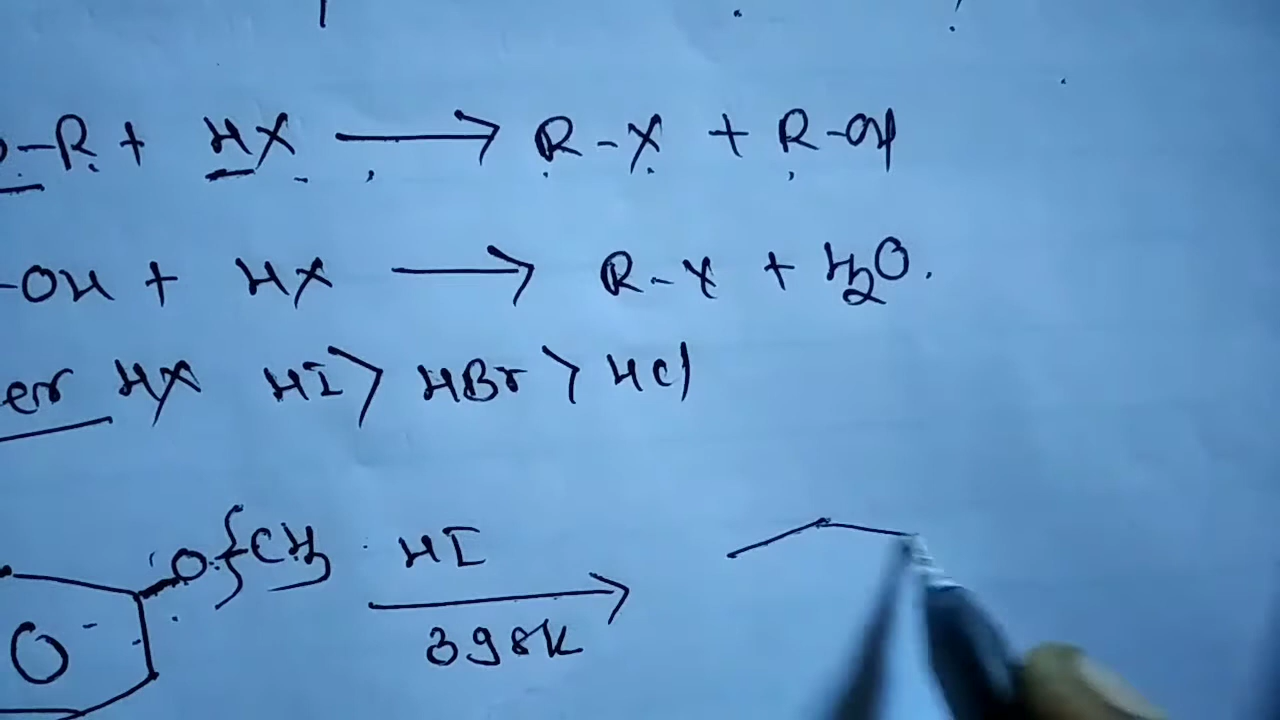 -R + HX → R-X + R-OH
-OH + HX → R-X + H2O.
er HX HI > HBr > HCl
O{CH3 HI
398K
O